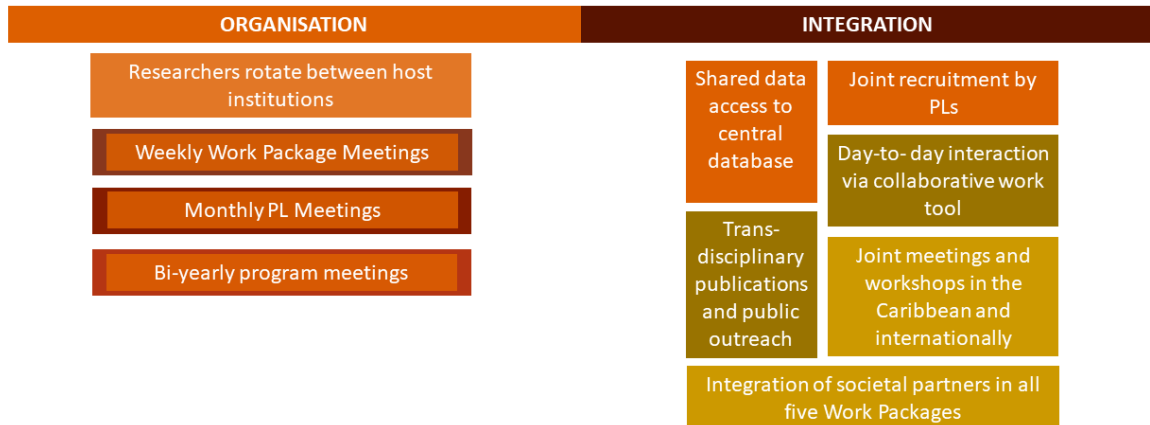 ORGANISATION
Researchers rotate between host
institutions
Weekly Work Package Meetings
Monthly PL Meetings
Bi-yearly program meetings
INTEGRATION
Shared data
access to
central
database
Joint recruitment by
PLs
Day-to- day interaction
via collaborative work
tool
Trans-
disciplinary
publications
and public
outreach
Joint meetings and
workshops in the
Caribbean and
internationally
Integration of societal partners in all
five Work Packages